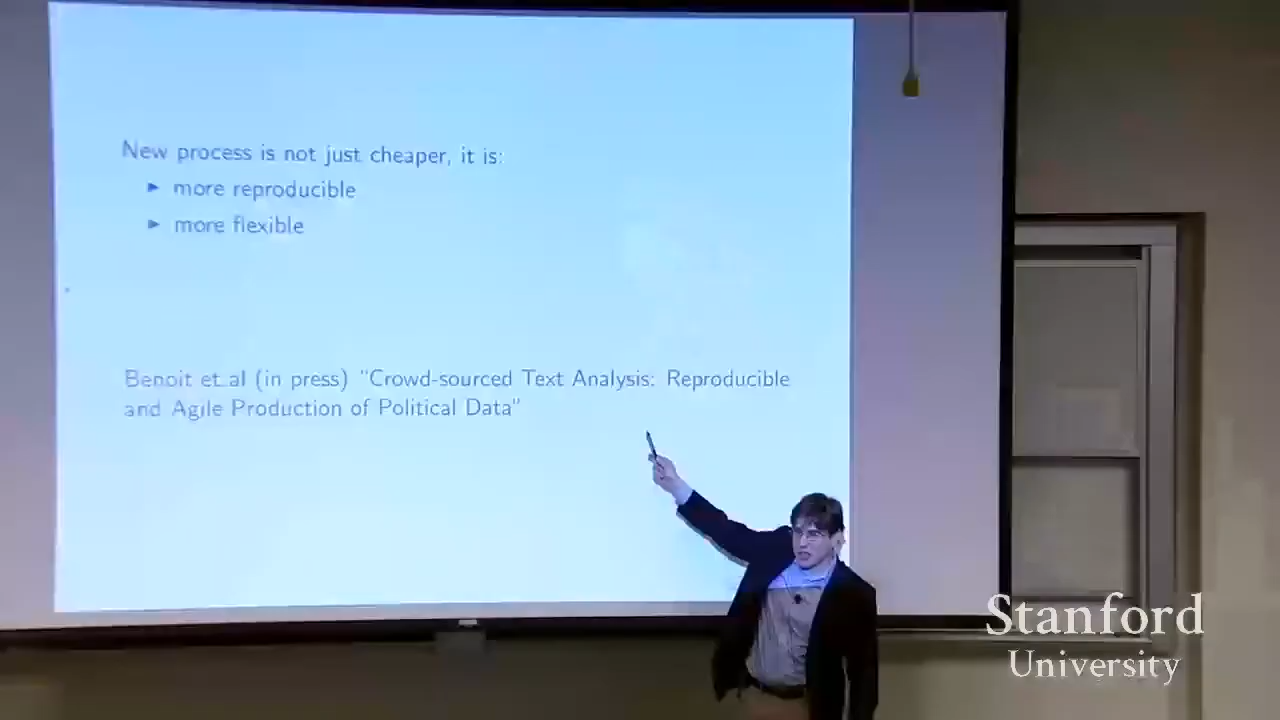 New process is not just cheaper, it is:
more reproducible
more flexible
Benoit et al (in press) "Crowd-sourced Text Analysis: Reproducible
and Agile Production of Political Data"
Stanford
University